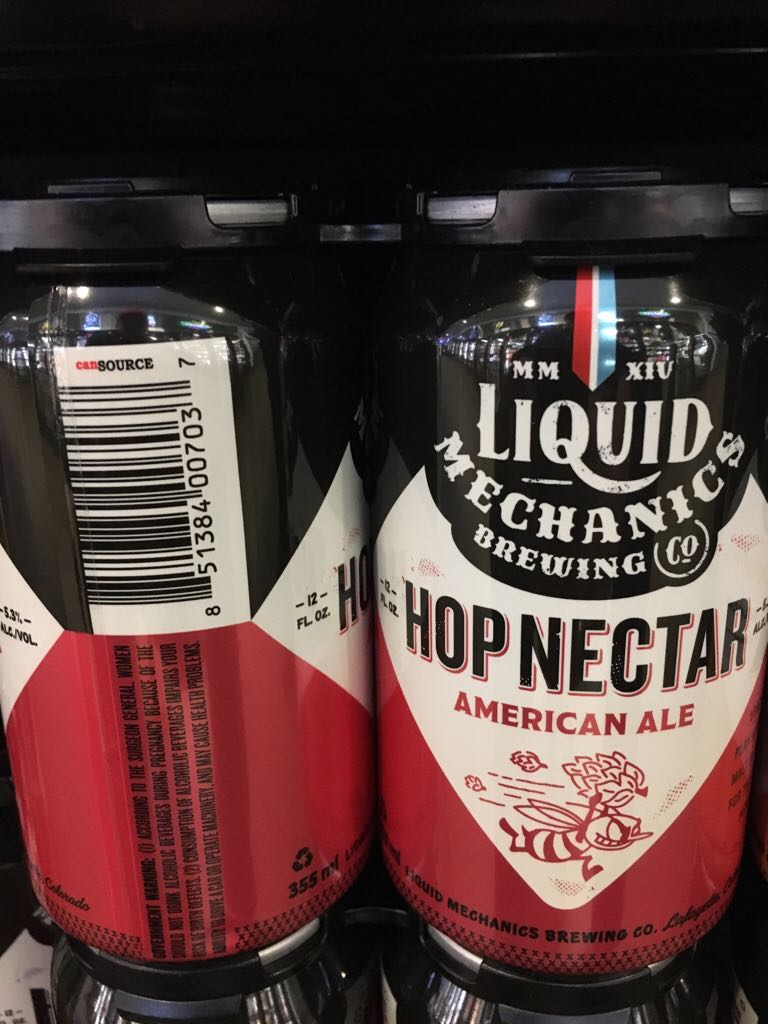 canSOURCE
8 51384 00703 7
-5.3%-
ALC./VOL.
-12-
FL. OZ.
HO
GOVERNMENT WARNING: (1) ACCORDING TO THE SURGEON GENERAL, WOMEN
SHOULD NOT DRINK ALCOHOLIC BEVERAGES DURING PREGNANCY BECAUSE OF THE
RISK OF BIRTH DEFECTS. (2) CONSUMPTION OF ALCOHOLIC BEVERAGES IMPAIRS YOUR
ABILITY TO DRIVE A CAR OR OPERATE MACHINERY, AND MAY CAUSE HEALTH PROBLEMS.
355 ml
Colorado
MM XIV
LIQUID
MECHANICS
BREWING CO
-12-
FL. OZ.
HOP NECTAR
AMERICAN ALE
LIQUID MECHANICS BREWING CO. Lafayette,